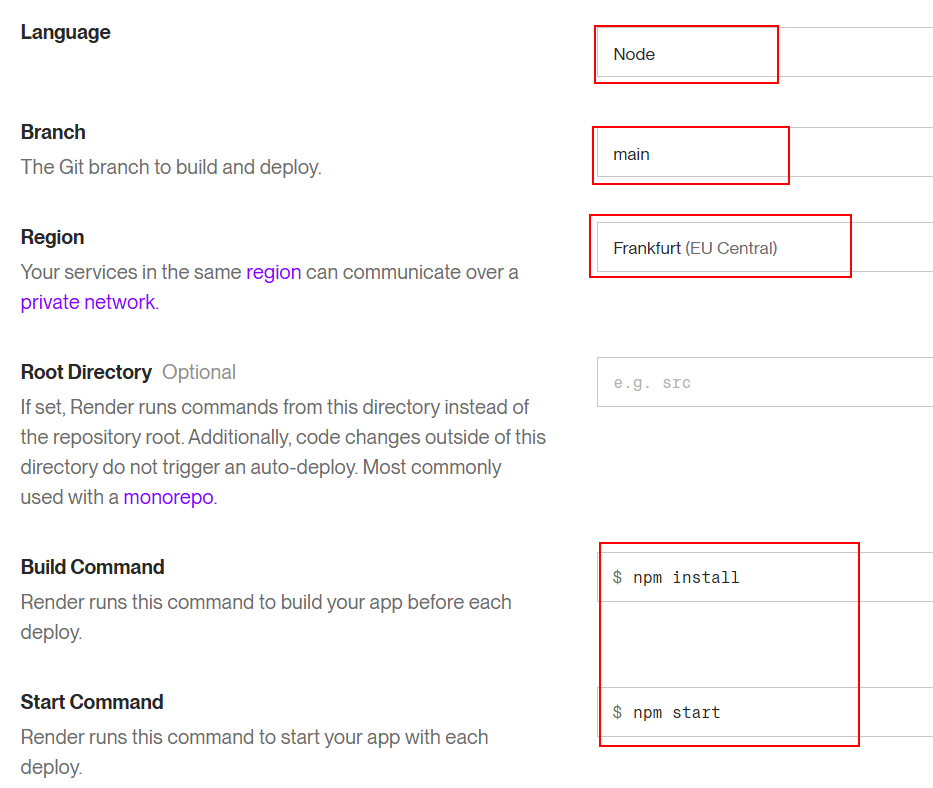 Language
Node
Branch
main
The Git branch to build and deploy.
Region
Frankfurt (EU Central)
Your services in the same region can communicate over a
private network.
Root Directory Optional
e.g. src
If set, Render runs commands from this directory instead of
the repository root. Additionally, code changes outside of this
directory do not trigger an auto-deploy. Most commonly
used with a monorepo.
Build Command
$ npm install
Render runs this command to build your app before each
deploy.
Start Command
$ npm start
Render runs this command to start your app with each
deploy.